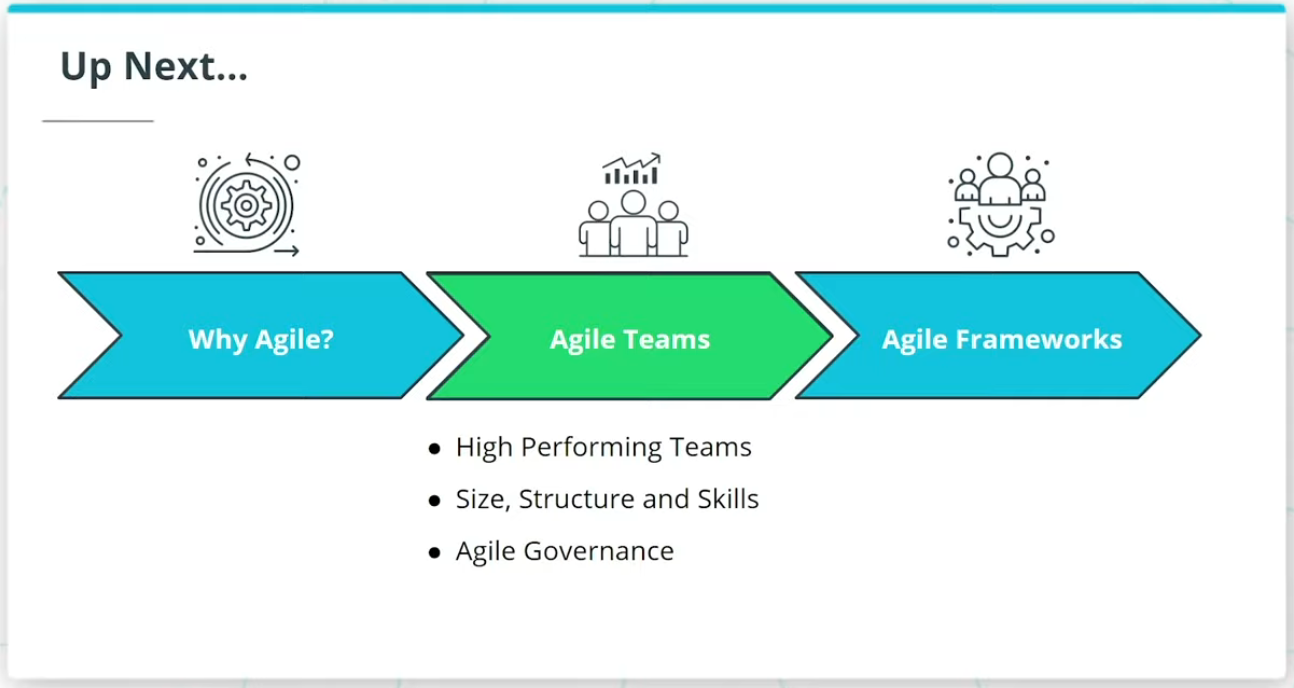 Up Next...
Why Agile?
Agile Teams
Agile Frameworks
● High Performing Teams
● Size, Structure and Skills
● Agile Governance